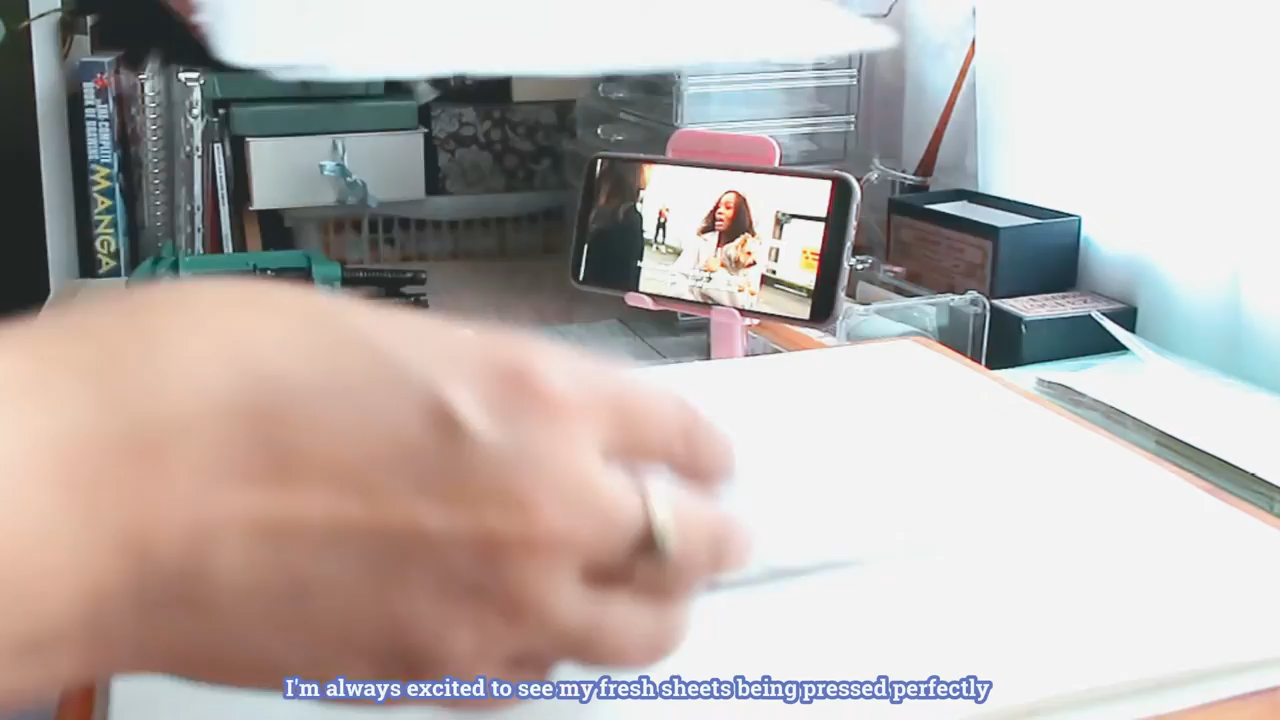 THE COMPLETE
BOOK OF DRAWING
MANGA
I'm always excited to see my fresh sheets being pressed perfectly